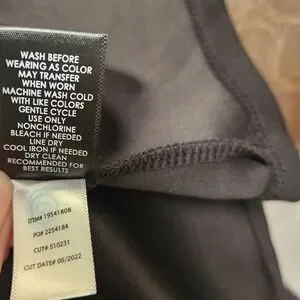 WASH BEFORE
WEARING AS COLOR
MAY TRANSFER
WHEN WORN
MACHINE WASH COLD
WITH LIKE COLORS
GENTLE CYCLE
USE ONLY
NONCHLORINE
BLEACH IF NEEDED
LINE DRY
COOL IRON IF NEEDED
DRY CLEAN
RECOMMENDED FOR
BEST RESULTS
ITEM# 19541808
PO# 2254184
CUT# 510231
CUT DATE# 06/2022